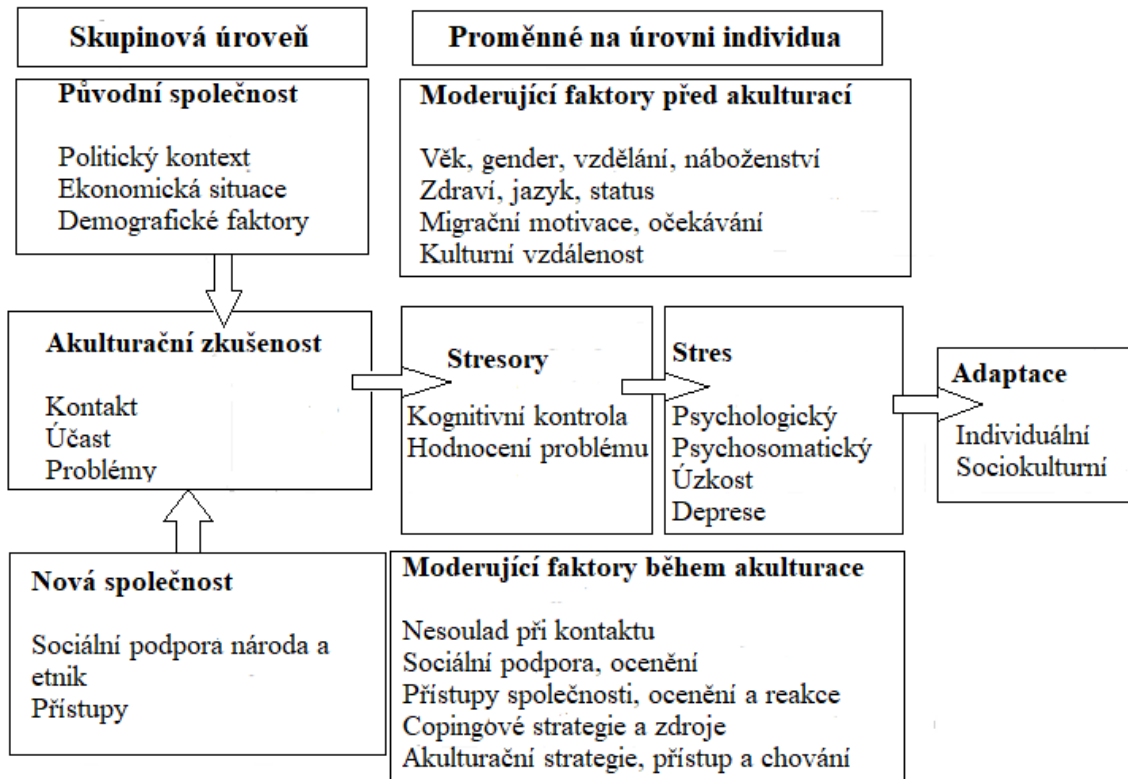 Skupinová úroveň
Proměnné na úrovni individua
Původní společnost
Politický kontext
Ekonomická situace
Demografické faktory
Moderující faktory před akulturací
Věk, gender, vzdělání, náboženství
Zdraví, jazyk, status
Migrační motivace, očekávání
Kulturní vzdálenost
Akulturační zkušenost
Kontakt
Účast
Problémy
Stresory
Kognitivní kontrola
Hodnocení problému
Stres
Psychologický
Psychosomatický
Úzkost
Deprese
Adaptace
Individuální
Sociokulturní
Nová společnost
Sociální podpora národa a
etnik
Přístupy
Moderující faktory během akulturace
Nesoulad při kontaktu
Sociální podpora, ocenění
Přístupy společnosti, ocenění a reakce
Copingové strategie a zdroje
Akulturační strategie, přístup a chování